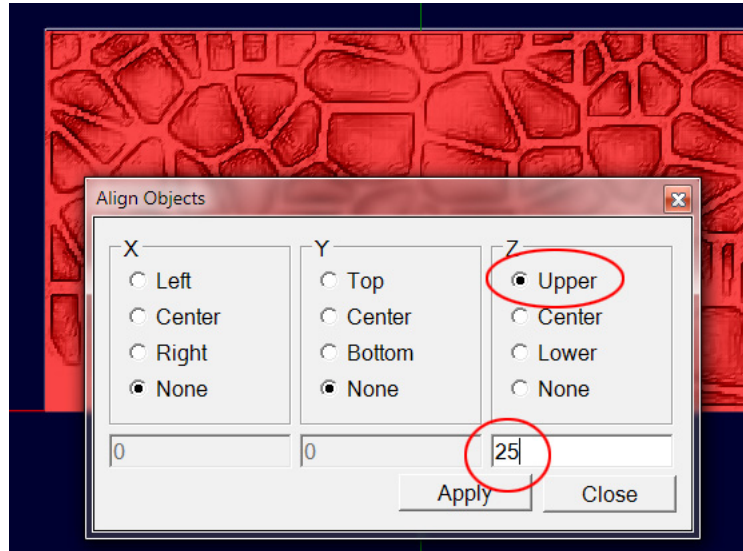 Align Objects
X Y Z
Left Top Upper
Center Center Center
Right Bottom Lower
None None None
0 0 25
Apply Close